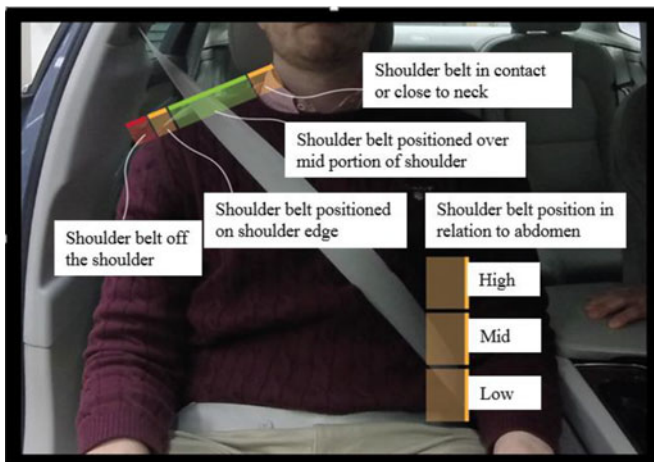 Shoulder belt in contact
or close to neck
Shoulder belt positioned over
mid portion of shoulder
Shoulder belt positioned
on shoulder edge
Shoulder belt off
the shoulder
Shoulder belt position in
relation to abdomen
High
Mid
Low